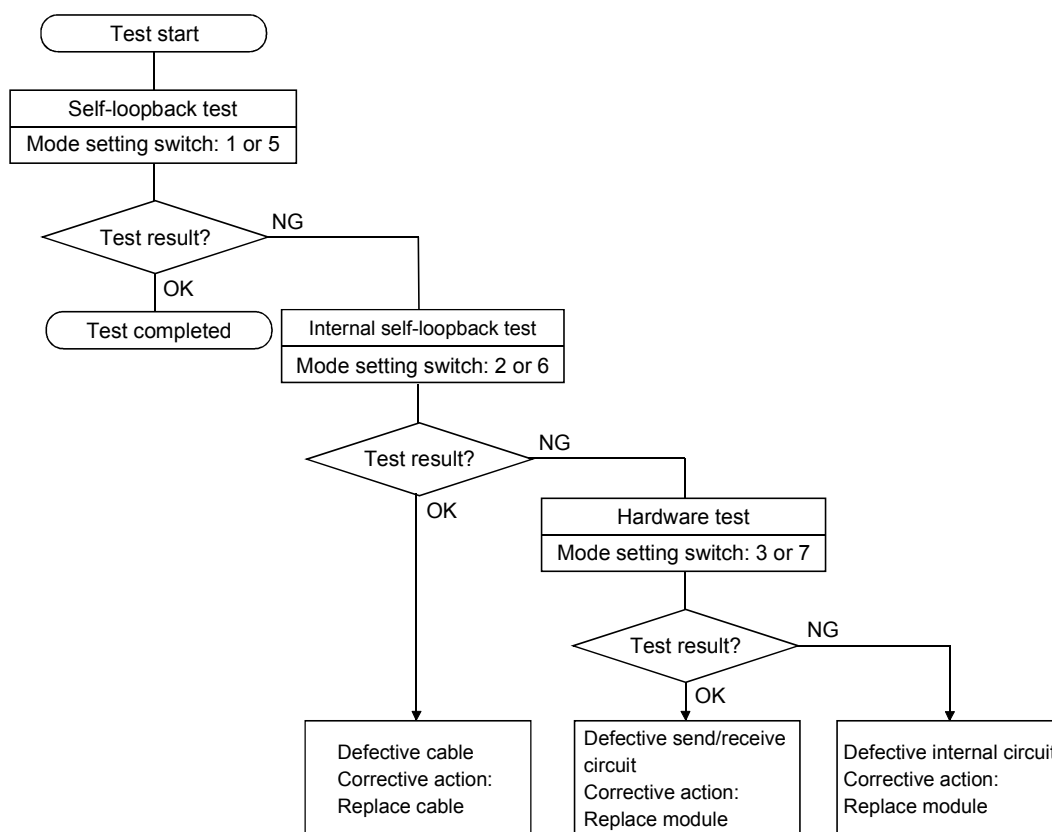 Test start
Self-loopback test
Mode setting switch: 1 or 5
Test result?
NG
OK
Test completed
Internal self-loopback test
Mode setting switch: 2 or 6
Test result?
NG
OK
Hardware test
Mode setting switch: 3 or 7
Test result?
NG
OK
Defective cable
Corrective action:
Replace cable
Defective send/receive
circuit
Corrective action:
Replace module
Defective internal circuit
Corrective action:
Replace module